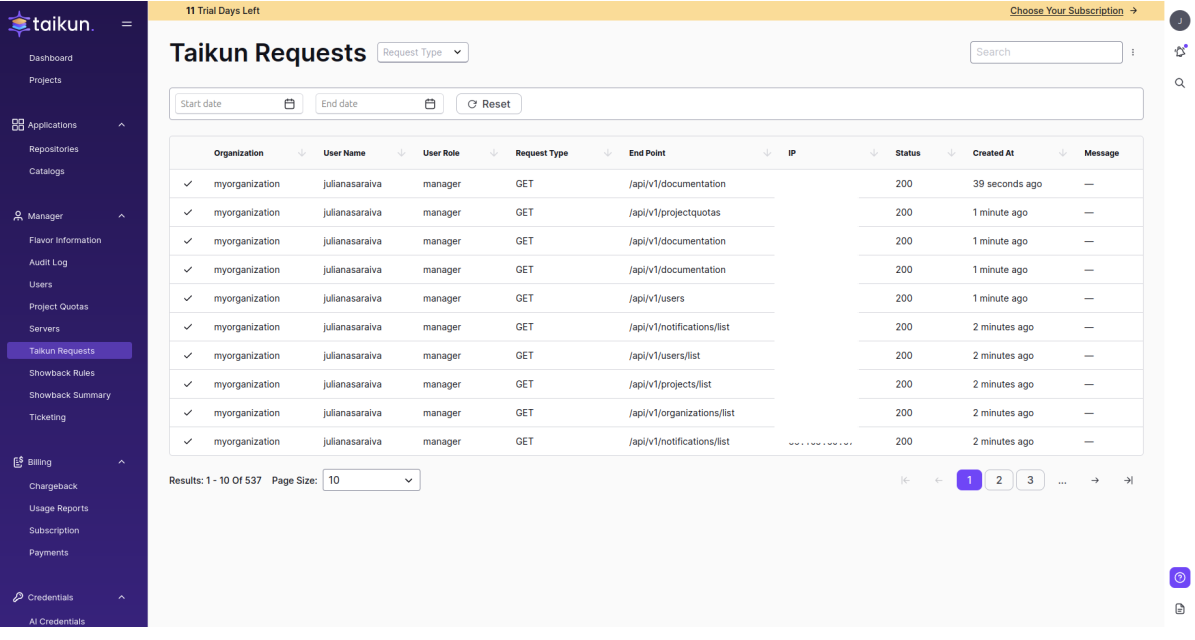 11 Trial Days Left
Choose Your Subscription
taikun.
Dashboard
Projects
Applications
Repositories
Catalogs
Manager
Flavor Information
Audit Log
Users
Project Quotas
Servers
Taikun Requests
Showback Rules
Showback Summary
Ticketing
Billing
Chargeback
Usage Reports
Subscription
Payments
Credentials
AI Credentials
Taikun Requests
Request Type
Search
J
Start date
End date
Reset
Organization User Name User Role Request Type End Point IP Status Created At Message
myorganization julianasaraiva manager GET /api/v1/documentation 200 39 seconds ago —
myorganization julianasaraiva manager GET /api/v1/projectquotas 200 1 minute ago —
myorganization julianasaraiva manager GET /api/v1/documentation 200 1 minute ago —
myorganization julianasaraiva manager GET /api/v1/documentation 200 1 minute ago —
myorganization julianasaraiva manager GET /api/v1/users 200 1 minute ago —
myorganization julianasaraiva manager GET /api/v1/notifications/list 200 2 minutes ago —
myorganization julianasaraiva manager GET /api/v1/users/list 200 2 minutes ago —
myorganization julianasaraiva manager GET /api/v1/projects/list 200 2 minutes ago —
myorganization julianasaraiva manager GET /api/v1/organizations/list 200 2 minutes ago —
myorganization julianasaraiva manager GET /api/v1/notifications/list 200 2 minutes ago —
Results: 1 - 10 Of 537 Page Size: 10
1 2 3 ...